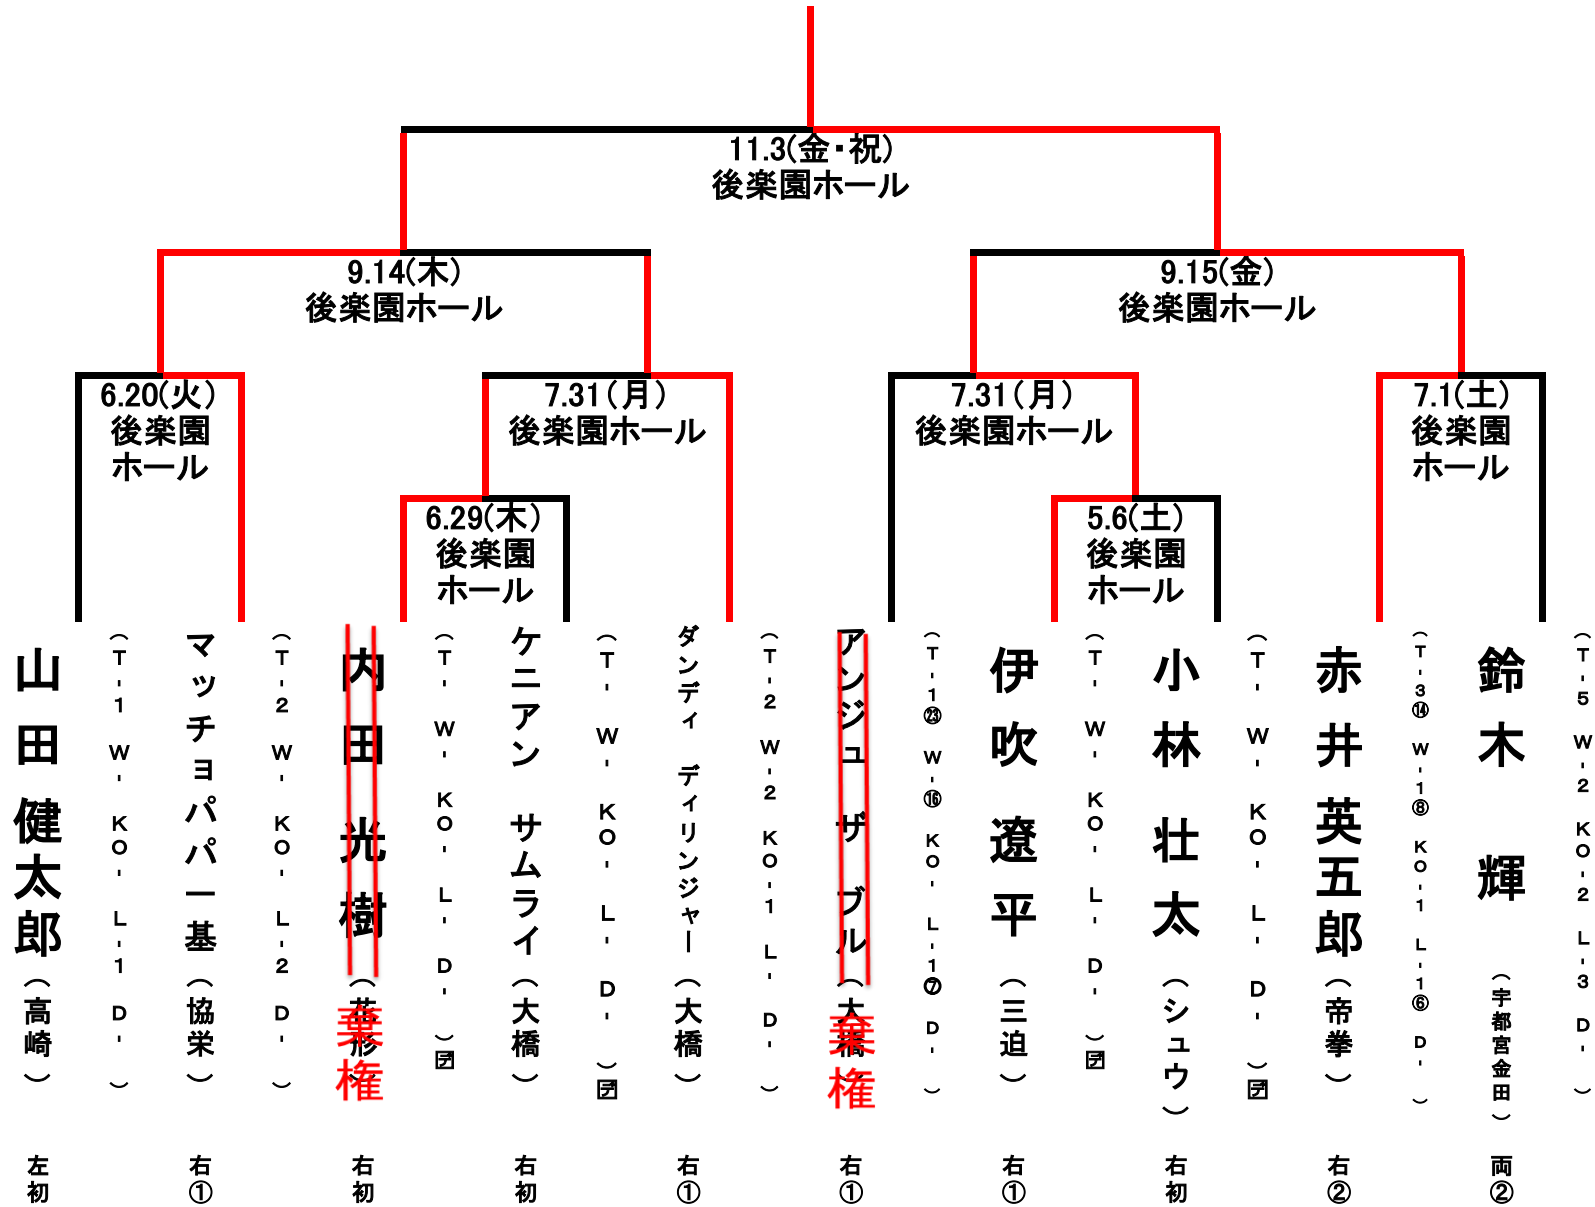 11.3(金・祝)
後楽園ホール
9.14(木)
後楽園ホール
9.15(金)
後楽園ホール
6.20(火)
後楽園
ホール
7.31(月)
後楽園ホール
7.31(月)
後楽園ホール
7.1(土)
後楽園
ホール
6.29(木)
後楽園
ホール
5.6(土)
後楽園
ホール
山田健太郎(高崎)
左初
(T-1 W- KO- L-1 D- )
マッチョパパ一基(協栄)
右①
(T-2 W- KO- L-2 D- )
内田光樹(花形)
棄権
右初
(T- W- KO- L- D- )デ
ケニアン サムライ(大橋)
右初
(T- W- KO- L- D- )デ
ダンディ ディリンジャー(大橋)
右①
(T-2 W-2 KO-1 L- D- )
アンジュ ザ ブル(大橋)
棄権
右①
(T-1㉓ W-⑯ KO- L-1⑦ D- )
伊吹遼平(三迫)
右①
(T- W- KO- L- D- )デ
小林壮太(シュウ)
右初
(T- W- KO- L- D- )デ
赤井英五郎(帝拳)
右②
(T-3⑭ W-1⑧ KO-1 L-1⑥ D- )
鈴木 輝(宇都宮金田)
両②
(T-5 W-2 KO-2 L-3 D- )